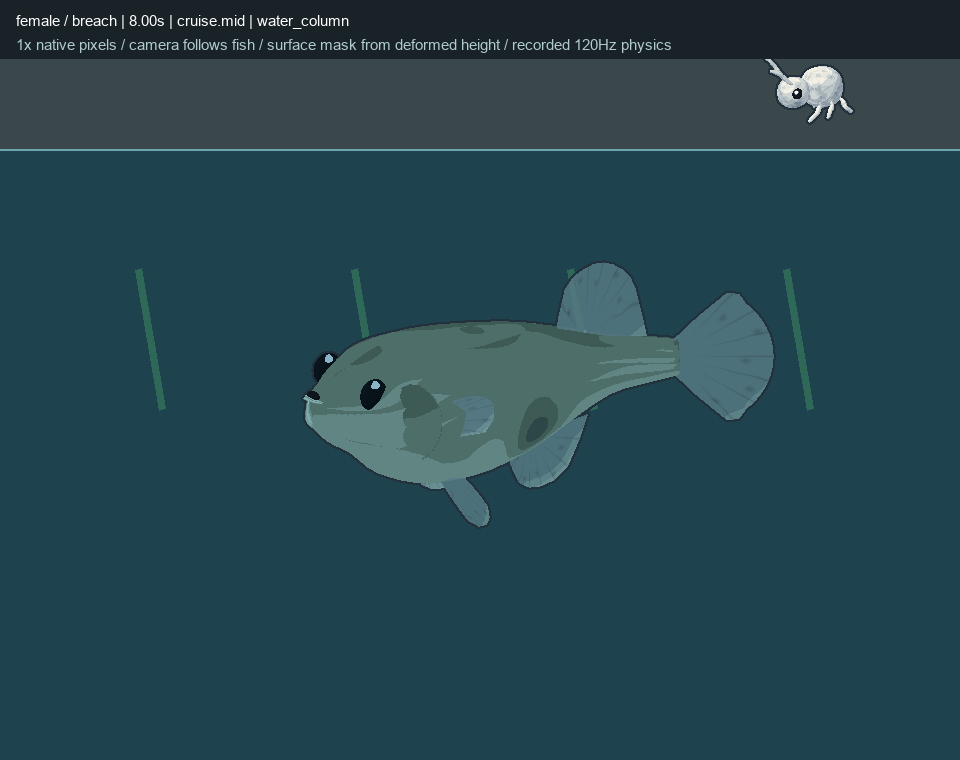 female / breach | 8.00s | cruise.mid | water_column
1x native pixels / camera follows fish / surface mask from deformed height / recorded 120Hz physics